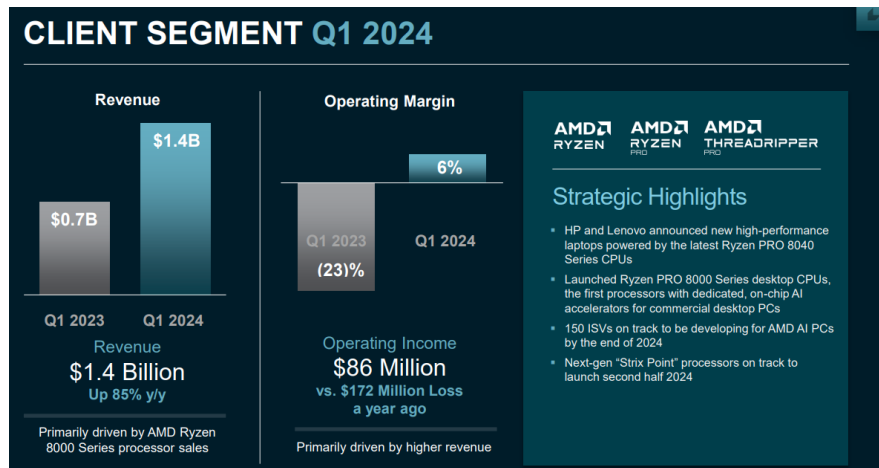 CLIENT SEGMENT Q1 2024
Revenue
$1.4B
$0.7B
Q1 2023 Q1 2024
Revenue
$1.4 Billion
Up 85% y/y
Primarily driven by AMD Ryzen
8000 Series processor sales
Operating Margin
6%
Q1 2023 Q1 2024
(23)%
Operating Income
$86 Million
vs. $172 Million Loss
a year ago
Primarily driven by higher revenue
AMD AMD AMD
RYZEN RYZEN THREADRIPPER
PRO PRO
Strategic Highlights
▪ HP and Lenovo announced new high-performance
laptops powered by the latest Ryzen PRO 8040
Series CPUs
▪ Launched Ryzen PRO 8000 Series desktop CPUs,
the first processors with dedicated, on-chip AI
accelerators for commercial desktop PCs
▪ 150 ISVs on track to be developing for AMD AI PCs
by the end of 2024
▪ Next-gen “Strix Point” processors on track to
launch second half 2024